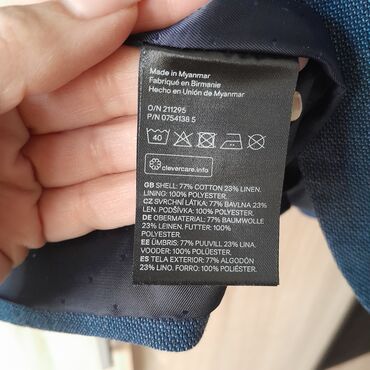 Made in Myanmar
Fabriqué en Birmanie
Hecho en Unión de Myanmar
O/N 211295
P/N 0754138 5
40
clevercare.info
GB SHELL: 77% COTTON 23% LINEN.
LINING: 100% POLYESTER.
CZ SVRCHNÍ LÁTKA: 77% BAVLNA 23%
LEN. PODŠÍVKA: 100% POLYESTER.
DE OBERMATERIAL: 77% BAUMWOLLE
23% LEINEN. FUTTER: 100%
POLYESTER.
EE ÜMBRIS: 77% PUUVILL 23% LINA.
VOODER: 100% POLÜESTER.
ES TELA EXTERIOR: 77% ALGODÓN
23% LINO. FORRO: 100% POLIÉSTER.